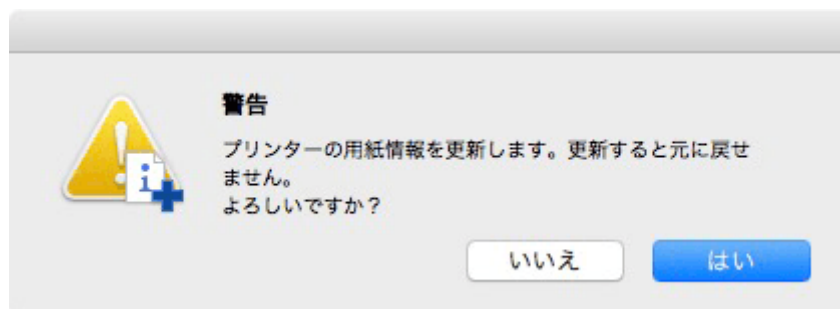 警告
プリンターの用紙情報を更新します。更新すると元に戻せ
ません。
よろしいですか？
いいえ
はい